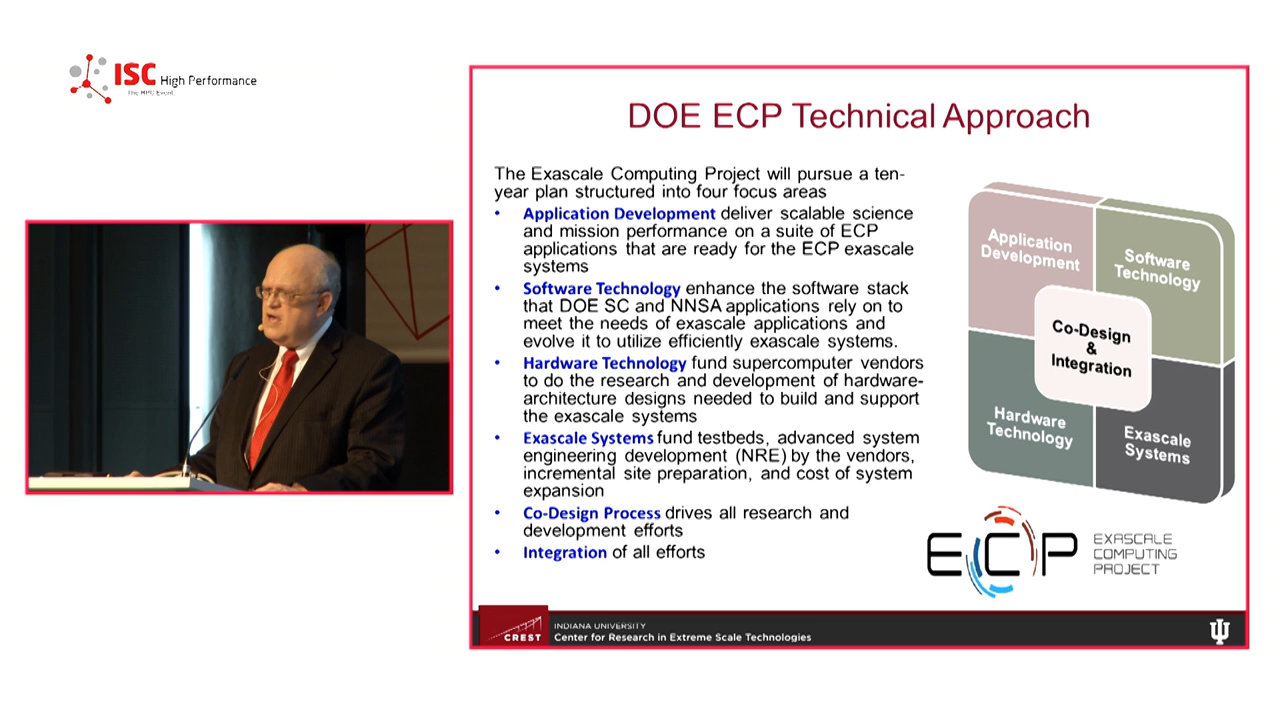 ISC High Performance
The HPC Event.
DOE ECP Technical Approach
The Exascale Computing Project will pursue a ten-
year plan structured into four focus areas
• Application Development deliver scalable science
and mission performance on a suite of ECP
applications that are ready for the ECP exascale
systems
• Software Technology enhance the software stack
that DOE SC and NNSA applications rely on to
meet the needs of exascale applications and
evolve it to utilize efficiently exascale systems.
• Hardware Technology fund supercomputer vendors
to do the research and development of hardware-
architecture designs needed to build and support
the exascale systems
• Exascale Systems fund testbeds, advanced system
engineering development (NRE) by the vendors,
incremental site preparation, and cost of system
expansion
• Co-Design Process drives all research and
development efforts
• Integration of all efforts
Application
Development
Software
Technology
Co-Design
&
Integration
Hardware
Technology
Exascale
Systems
ECP
EXASCALE
COMPUTING
PROJECT
CREST
INDIANA UNIVERSITY
Center for Research in Extreme Scale Technologies